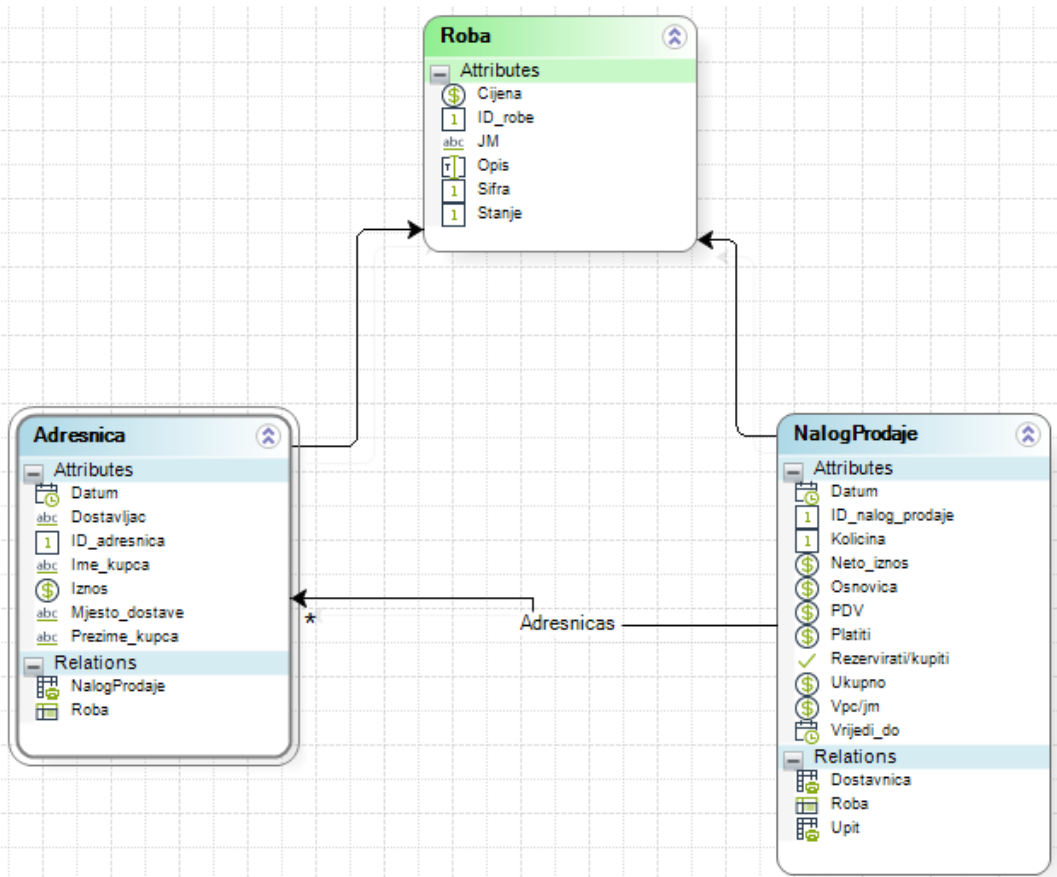 Roba
Attributes
Cijena
ID_robe
JM
Opis
Sifra
Stanje
Adresnica
Attributes
Datum
Dostavljac
ID_adresnica
Ime_kupca
Iznos
Mjesto_dostave
Prezime_kupca
Relations
NalogProdaje
Roba
*
Adresnicas
NalogProdaje
Attributes
Datum
ID_nalog_prodaje
Kolicina
Neto_iznos
Osnovica
PDV
Platiti
Rezervirati/kupiti
Ukupno
Vpc/jm
Vrijedi_do
Relations
Dostavnica
Roba
Upit